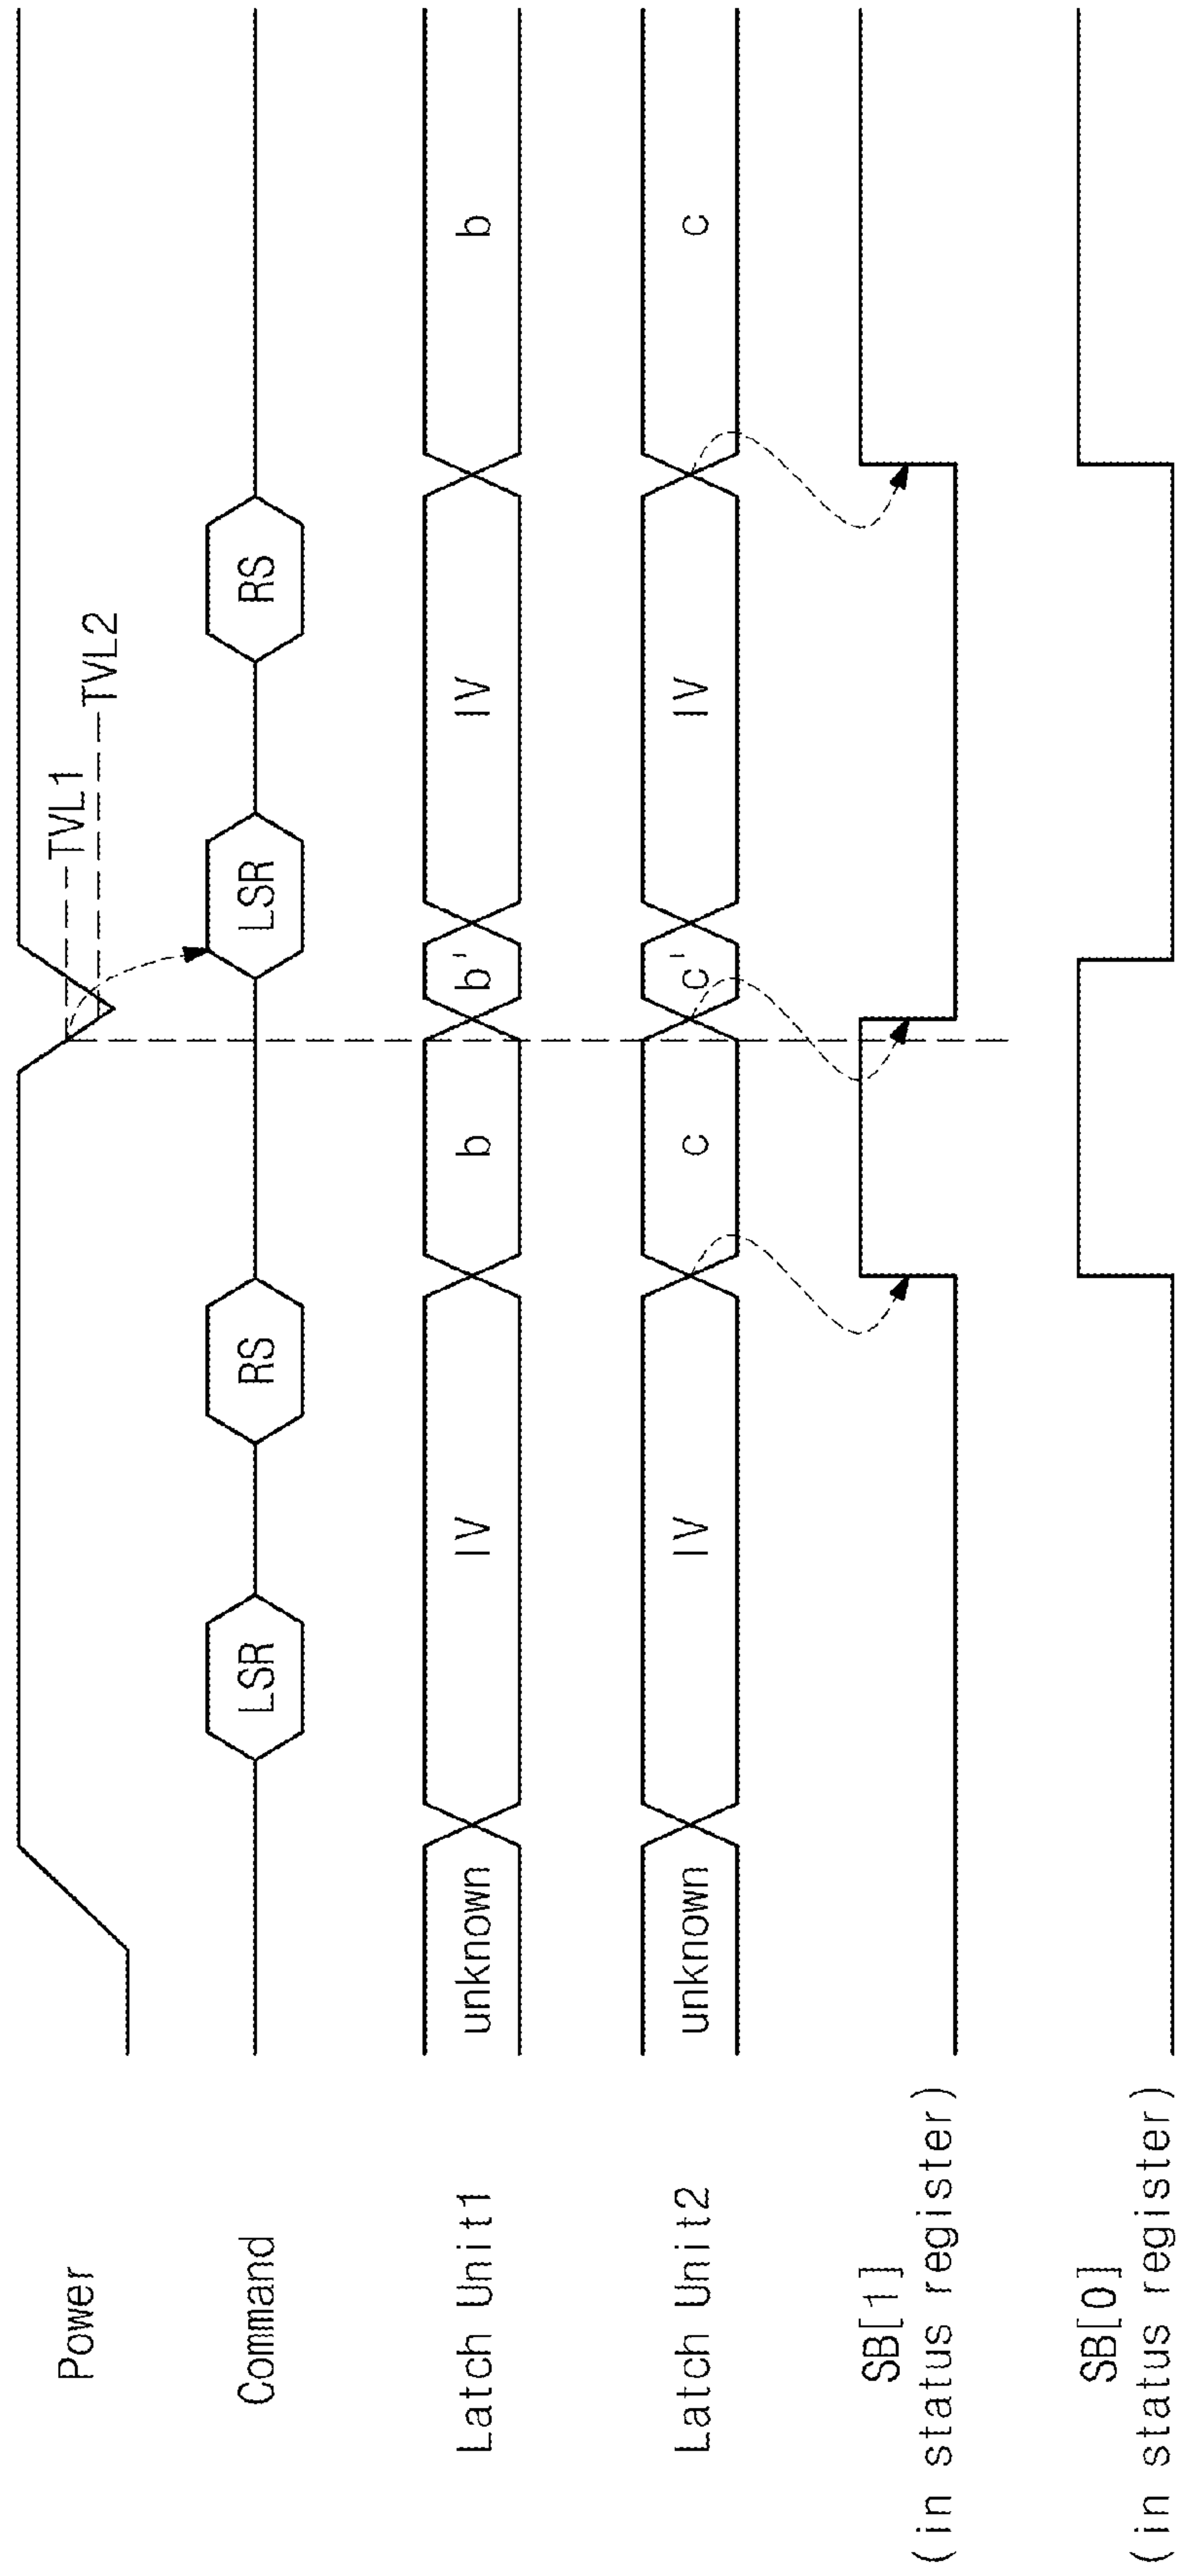 Power
TVL1
TVL2
Command
LSR
RS
LSR
RS
Latch Unit1
unknown
IV
b
b'
IV
b
Latch Unit2
unknown
IV
c
c'
IV
c
SB[1]
(in status register)
SB[0]
(in status register)